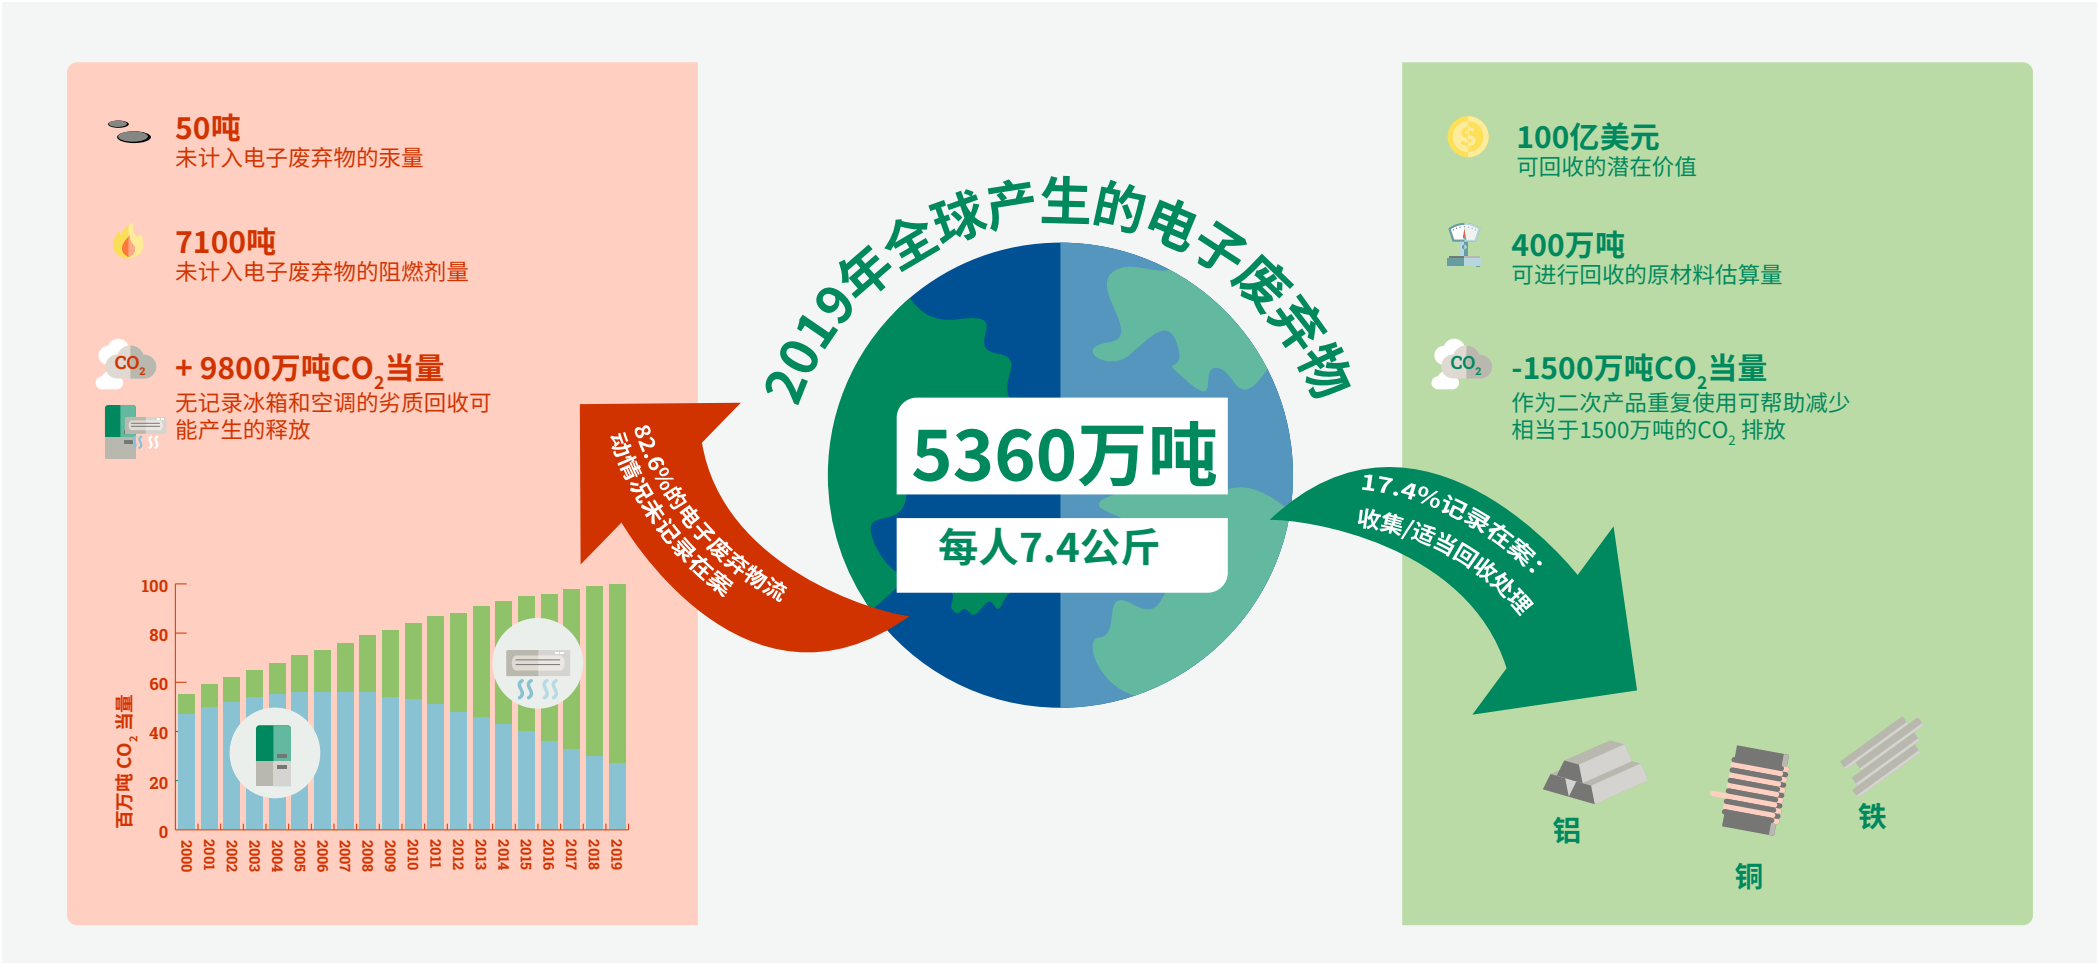 50吨
未计入电子废弃物的汞量
7100吨
未计入电子废弃物的阻燃剂量
CO2
+ 9800万吨CO2当量
无记录冰箱和空调的劣质回收可
能产生的释放
百万吨 CO2 当量
100
80
60
40
20
0
2000
2001
2002
2003
2004
2005
2006
2007
2008
2009
2010
2011
2012
2013
2014
2015
2016
2017
2018
2019
82.6%的电子废弃物流
动情况未记录在案
2019年全球产生的电子废弃物
5360万吨
每人7.4公斤
17.4%记录在案：
收集/适当回收处理
$
100亿美元
可回收的潜在价值
400万吨
可进行回收的原材料估算量
CO2
-1500万吨CO2当量
作为二次产品重复使用可帮助减少
相当于1500万吨的CO2 排放
铝
铜
铁